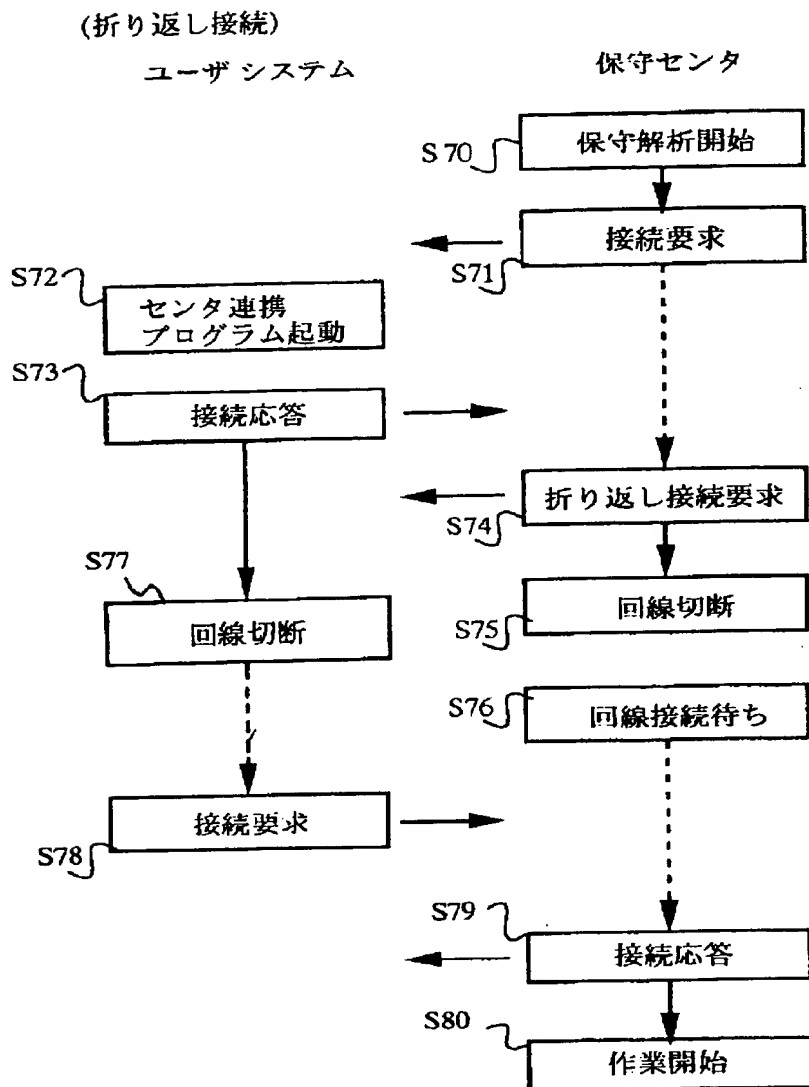 (折り返し接続)
ユーザ システム
保守センタ
S70
保守解析開始
接続要求
S71
S72
センタ連携
プログラム起動
S73
接続応答
折り返し接続要求
S74
S77
回線切断
回線切断
S75
S76
回線接続待ち
接続要求
S78
S79
接続応答
S80
作業開始